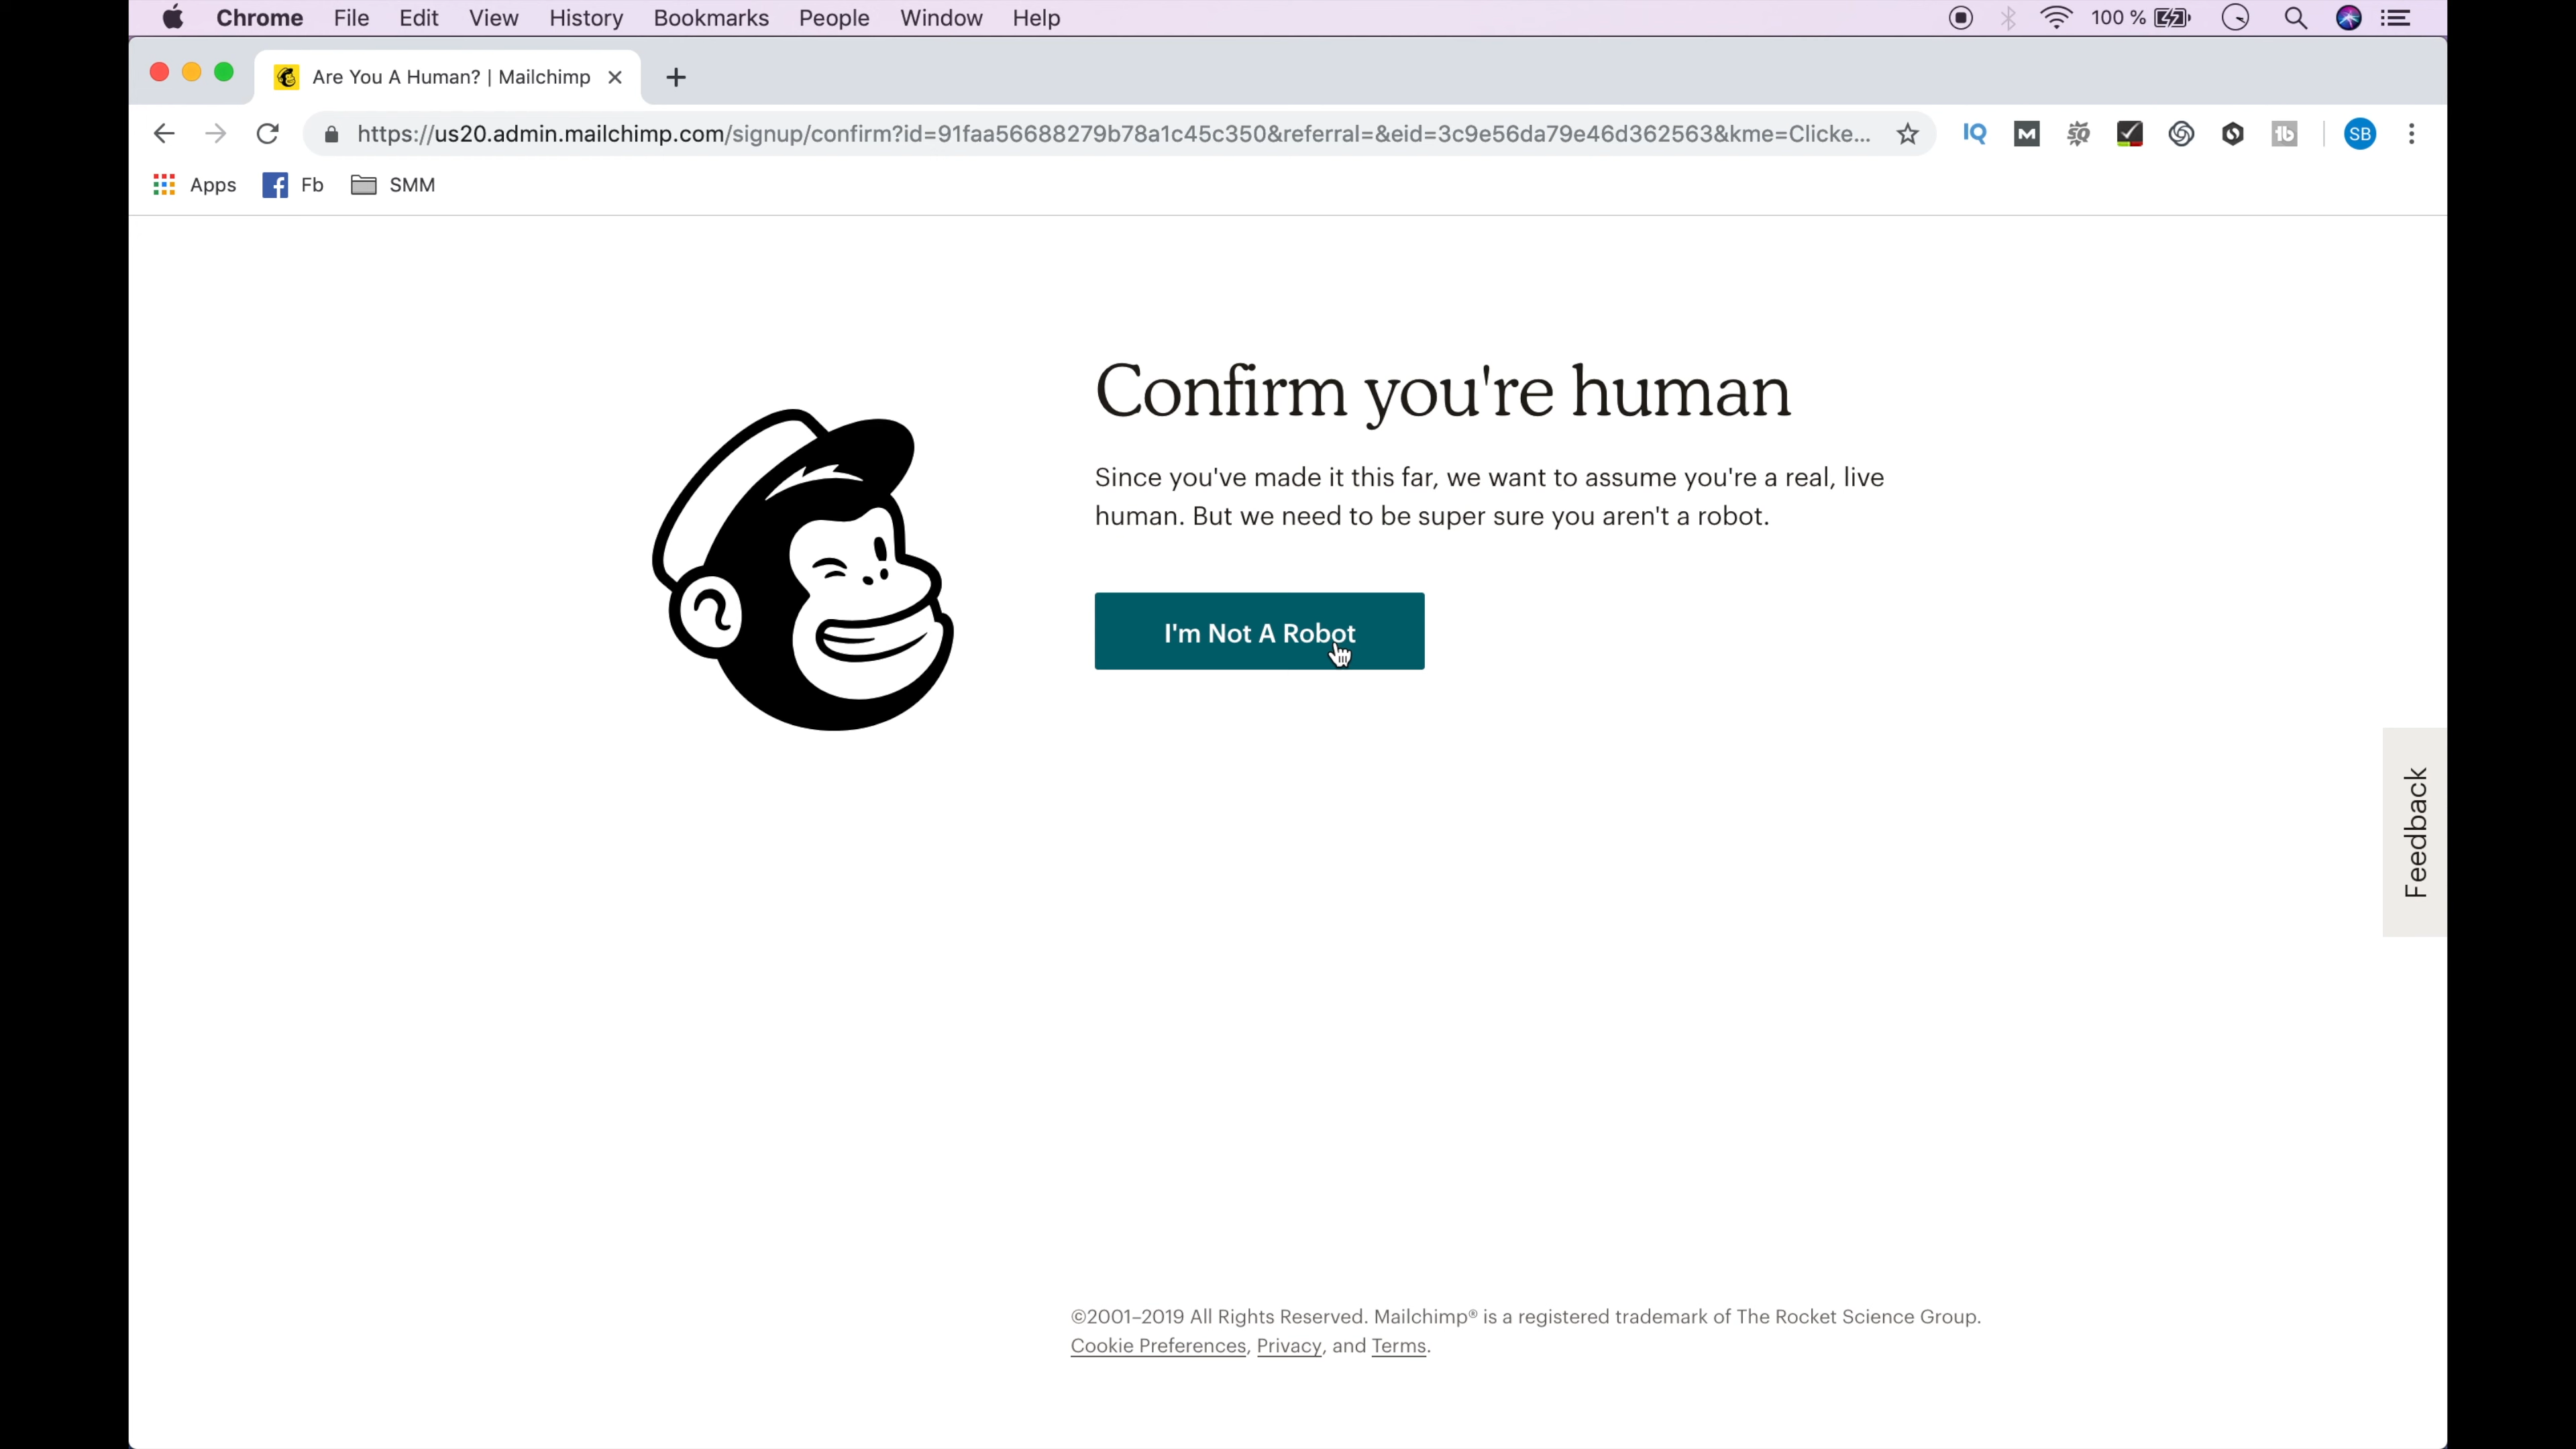 Chrome File Edit View History Bookmarks People Window Help 100 %
Are You A Human? | Mailchimp
https://us20.admin.mailchimp.com/signup/confirm?id=91faa56688279b78a1c45c350&referral=&eid=3c9e56da79e46d362563&kme=Clicke... IQ M SQ tb SB
Apps Fb SMM
Confirm you're human
Since you've made it this far, we want to assume you're a real, live
human. But we need to be super sure you aren't a robot.
I'm Not A Robot
Feedback
©2001–2019 All Rights Reserved. Mailchimp® is a registered trademark of The Rocket Science Group.
Cookie Preferences, Privacy, and Terms.